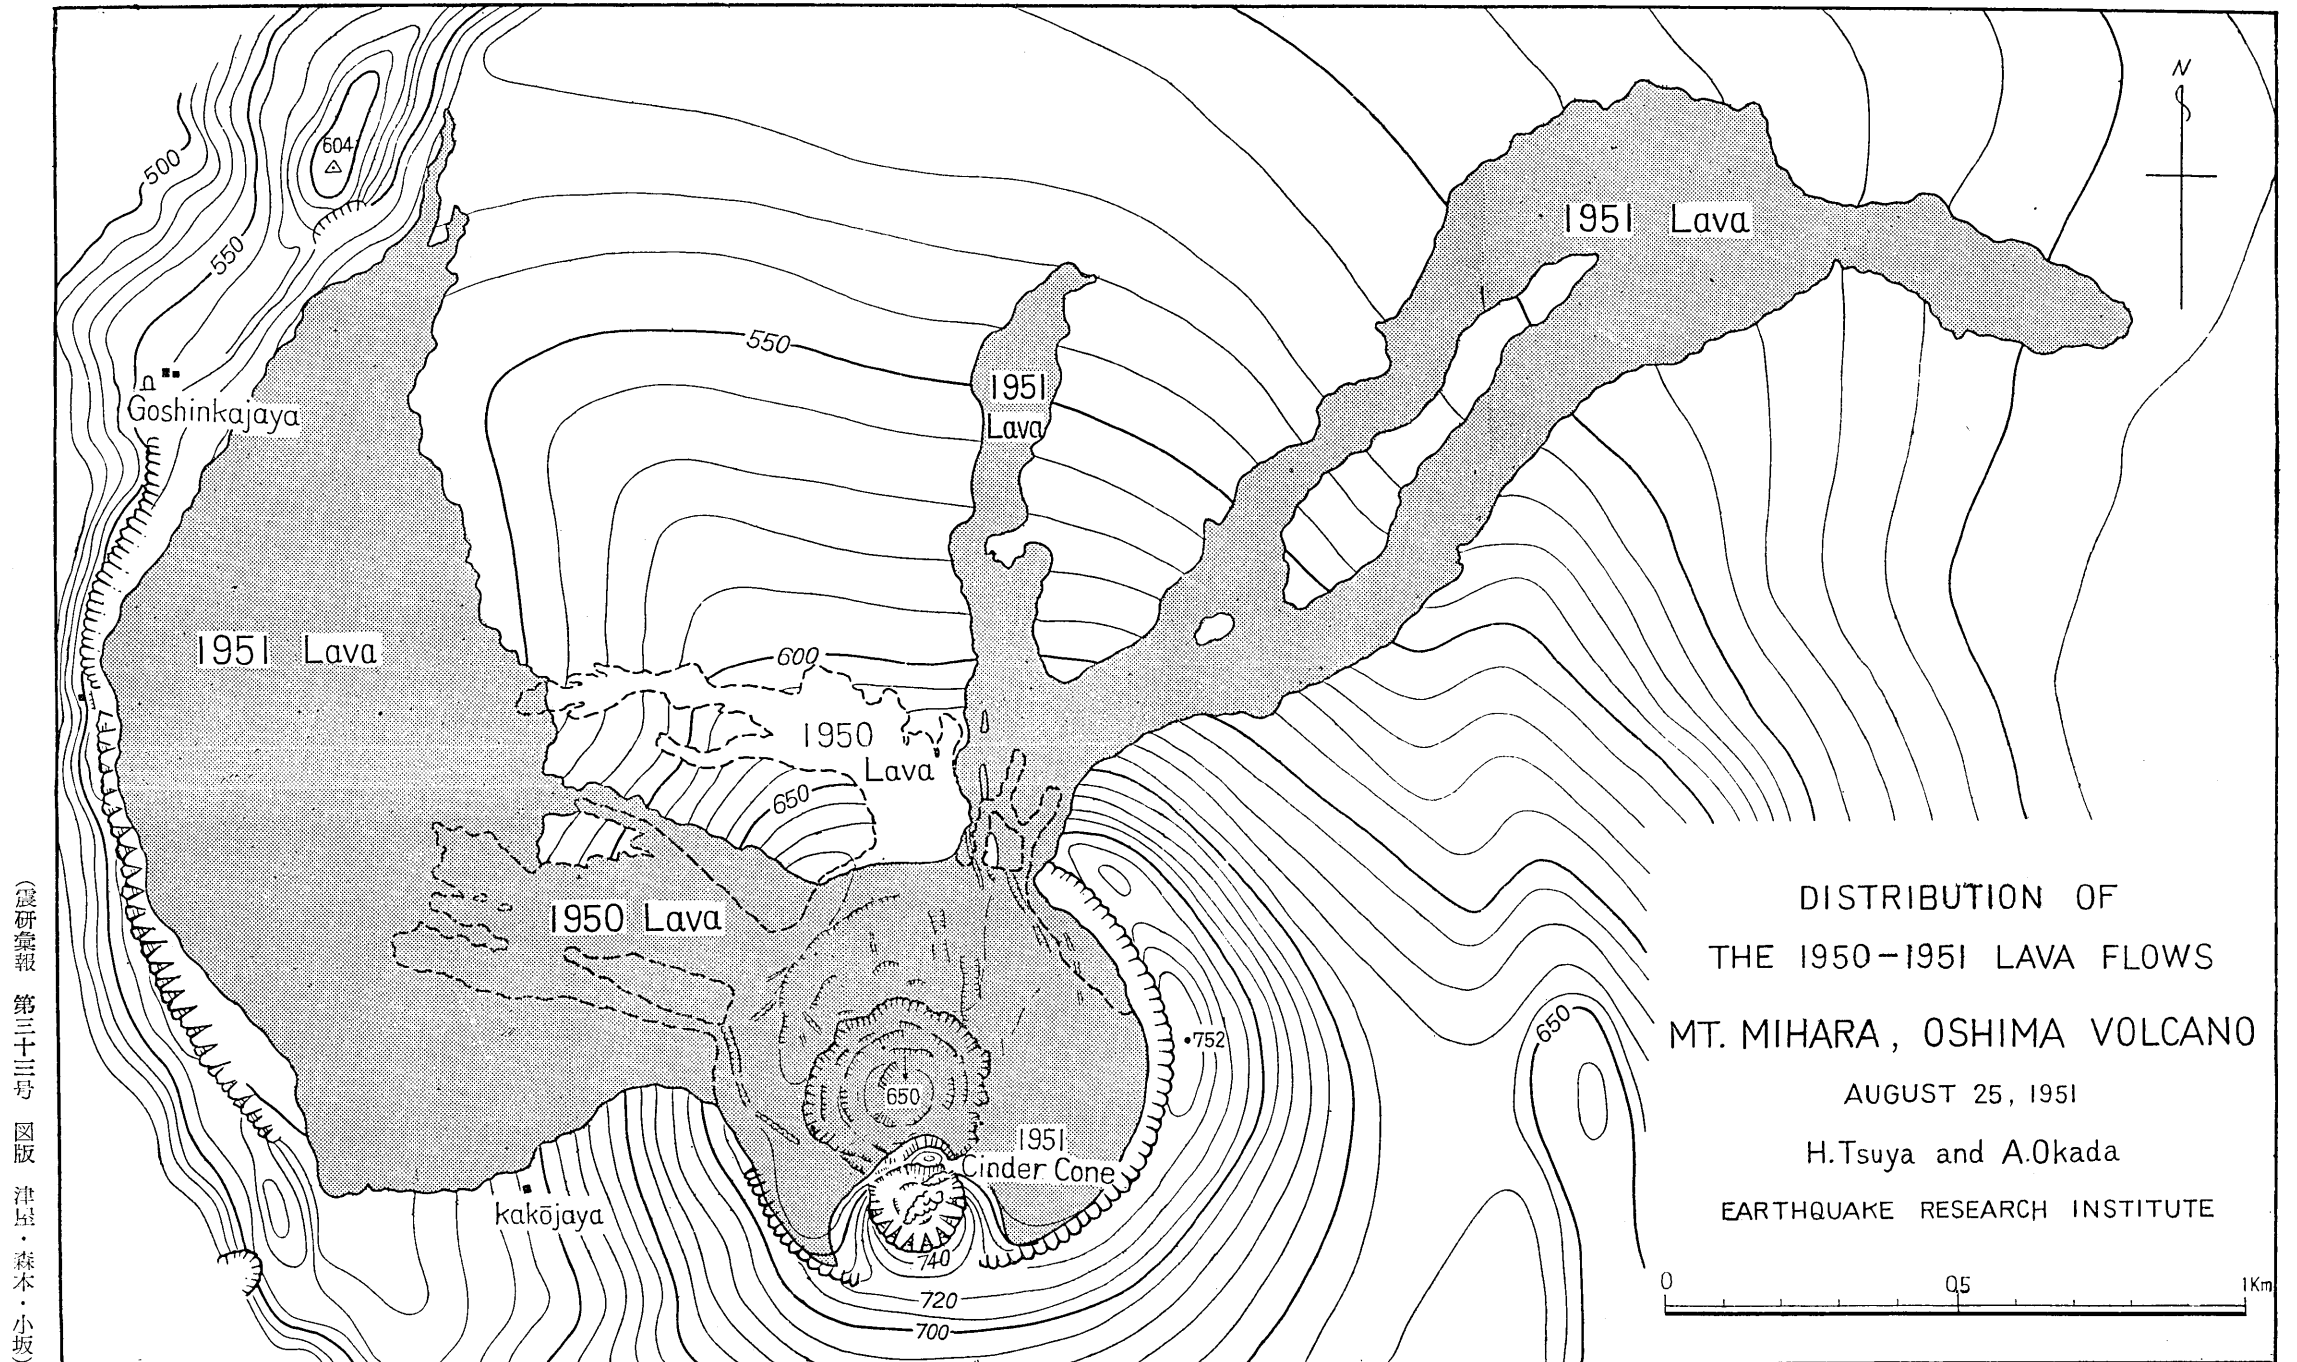 500
604
550
N
1951 Lava
550
1951
Lava
Goshinkajaya
1951 Lava
600
1950
Lava
650
1950 Lava
DISTRIBUTION OF
THE 1950–1951 LAVA FLOWS
MT. MIHARA, OSHIMA VOLCANO
AUGUST 25, 1951
H.Tsuya and A.Okada
EARTHQUAKE RESEARCH INSTITUTE
650
•752
650
1951
Cinder Cone
kakōjaya
740
720
700
0 05 1Km
(震研彙報 第三十三号 図版 津屋・森本・小坂)